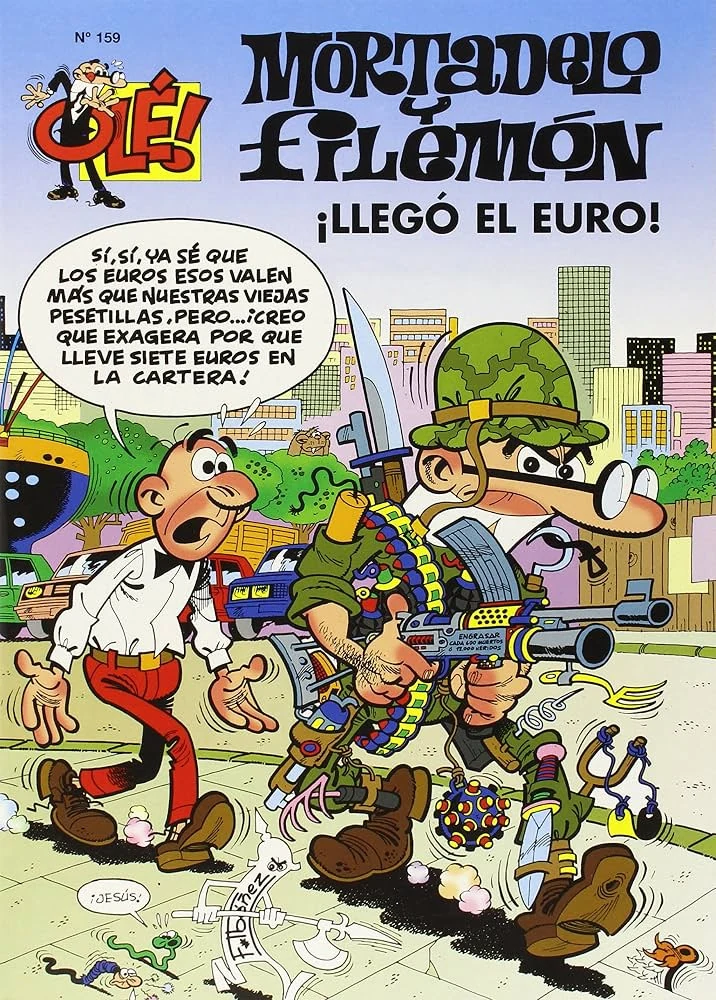 Nº 159
OLÉ!
MORTADELO
Y
FILEMÓN
¡LLEGÓ EL EURO!
SÍ, SÍ, YA SÉ QUE
LOS EUROS ESOS VALEN
MÁS QUE NUESTRAS VIEJAS
PESETILLAS, PERO...¡CREO
QUE EXAGERA POR QUE
LLEVE SIETE EUROS EN
LA CARTERA!
ENGRASAR
CADA 600 MUERTOS
Ó 12.000 HERIDOS
F. Ibáñez
¡JESÚS!